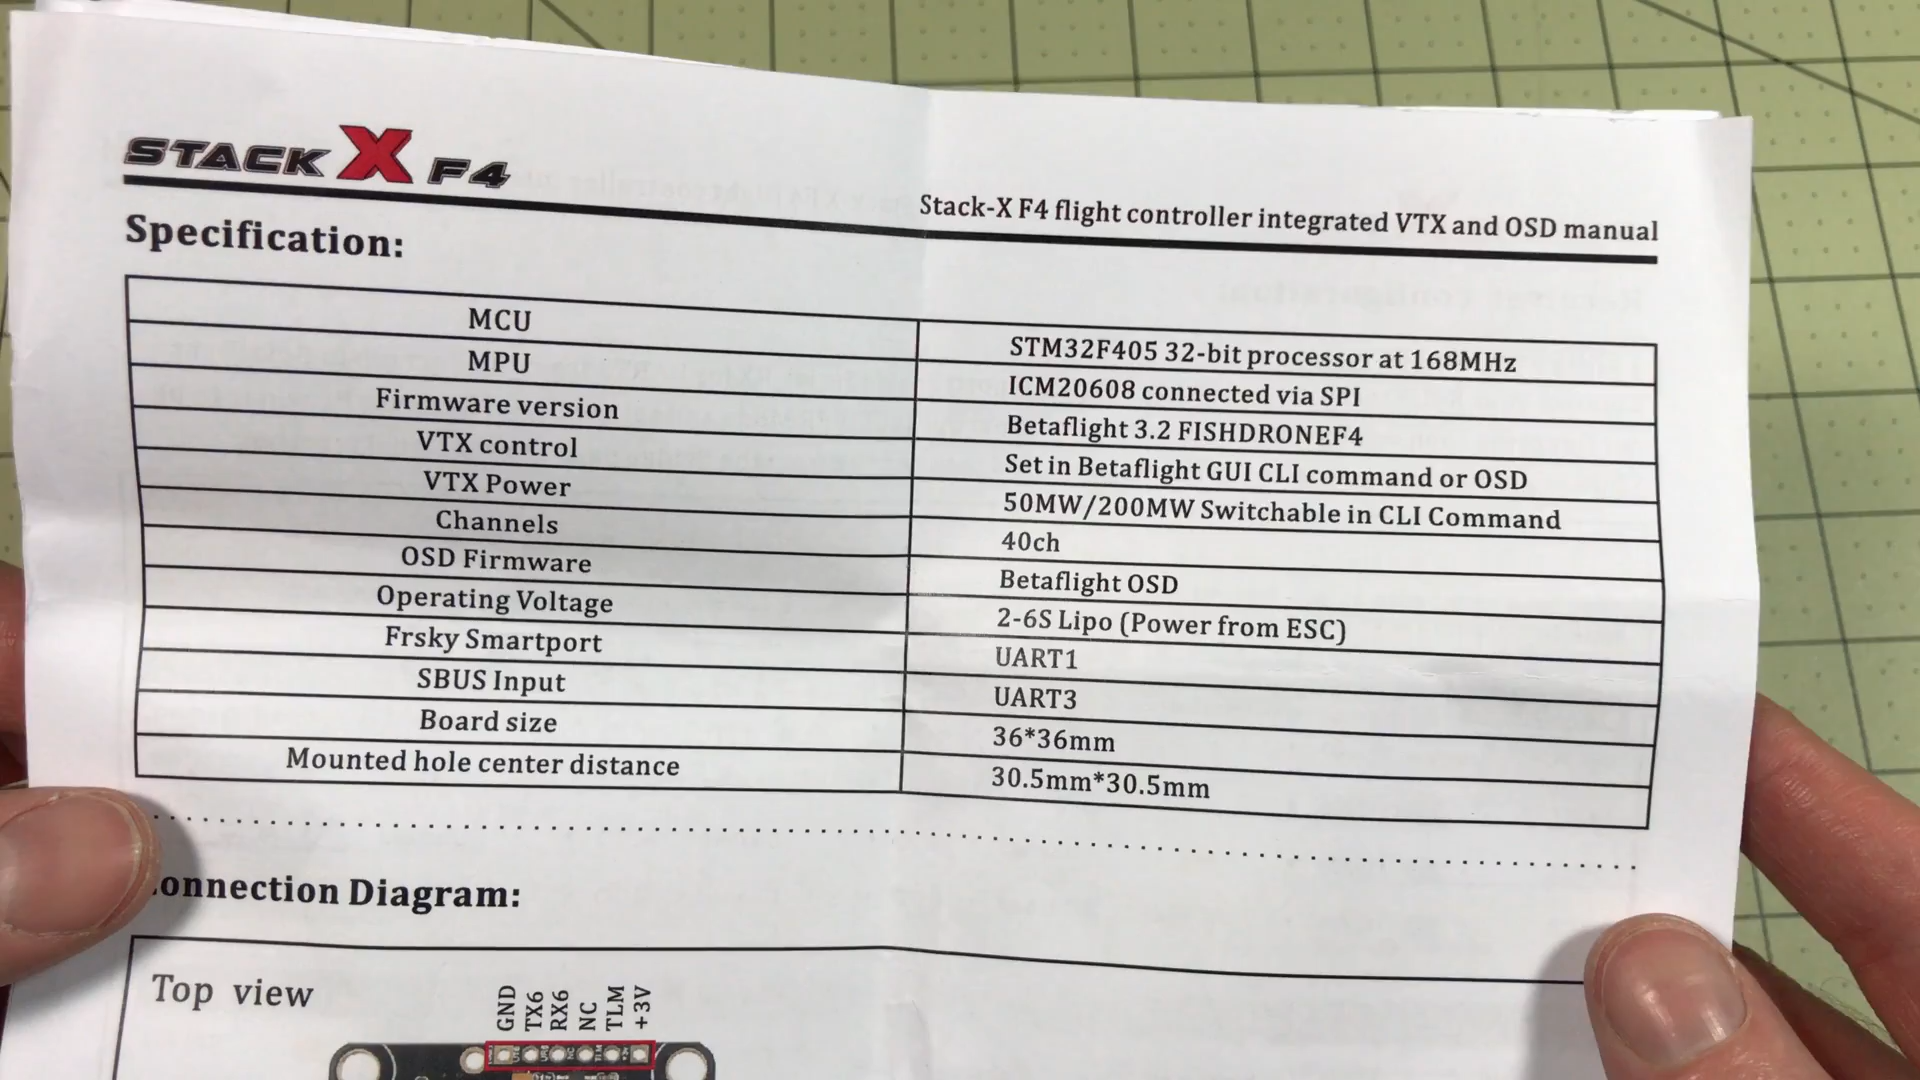 STACK X F4
Stack-X F4 flight controller integrated VTX and OSD manual
Specification:
MCU STM32F405 32-bit processor at 168MHz
MPU ICM20608 connected via SPI
Firmware version Betaflight 3.2 FISHDRONEF4
VTX control Set in Betaflight GUI CLI command or OSD
VTX Power 50MW/200MW Switchable in CLI Command
Channels 40ch
OSD Firmware Betaflight OSD
Operating Voltage 2-6S Lipo (Power from ESC)
Frsky Smartport UART1
SBUS Input UART3
Board size 36*36mm
Mounted hole center distance 30.5mm*30.5mm
onnection Diagram:
Top view
GND
TX6
RX6
NC
TLM
+3V